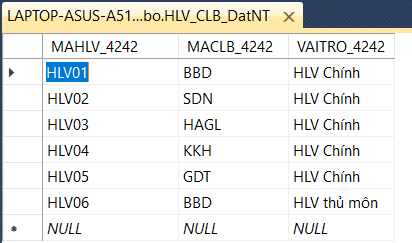 LAPTOP-ASUS-A51...bo.HLV_CLB_DatNT
MAHLV_4242 MACLB_4242 VAITRO_4242
HLV01 BBD HLV Chính
HLV02 SDN HLV Chính
HLV03 HAGL HLV Chính
HLV04 KKH HLV Chính
HLV05 GDT HLV Chính
HLV06 BBD HLV thủ môn
NULL NULL NULL